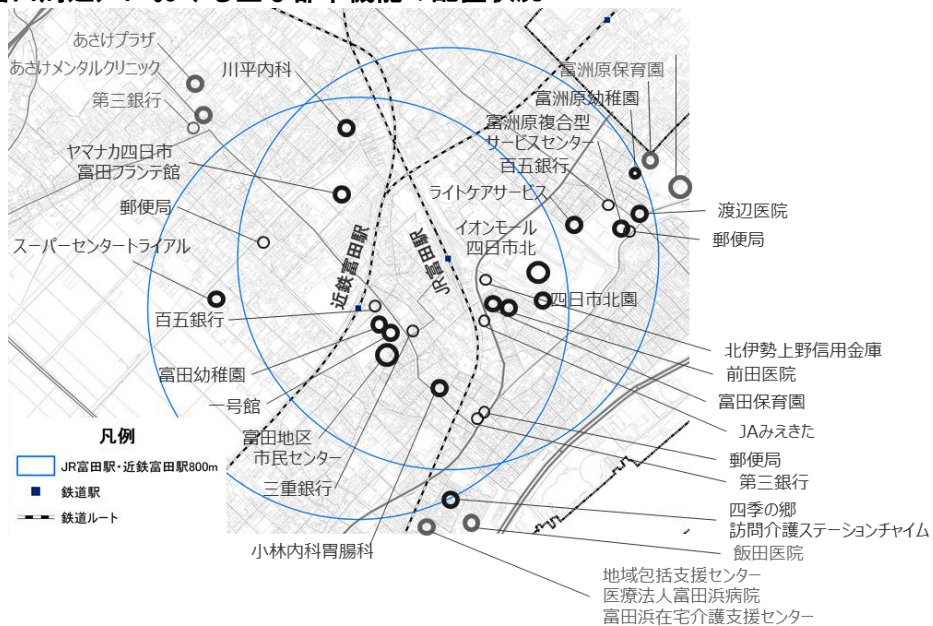 あさけプラザ
あさけメンタルクリニック
第三銀行
川平内科
ヤマナカ四日市
富田フランテ館
郵便局
スーパーセンタートライアル
百五銀行
富田幼稚園
一号館
富田地区
市民センター
三重銀行
小林内科胃腸科
近鉄富田駅
JR富田駅
富洲原保育園
富洲原幼稚園
富洲原複合型
サービスセンター
百五銀行
ライトケアサービス
イオンモール
四日市北
四日市北園
渡辺医院
郵便局
北伊勢上野信用金庫
前田医院
富田保育園
JAみえきた
郵便局
第三銀行
四季の郷
訪問介護ステーションチャイム
飯田医院
地域包括支援センター
医療法人富田浜病院
富田浜在宅介護支援センター
凡例
JR富田駅・近鉄富田駅800m
鉄道駅
鉄道ルート